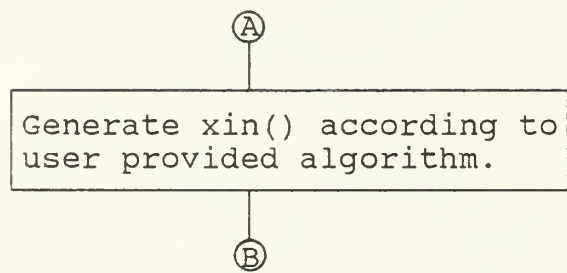 A
Generate xin() according to
user provided algorithm.
B